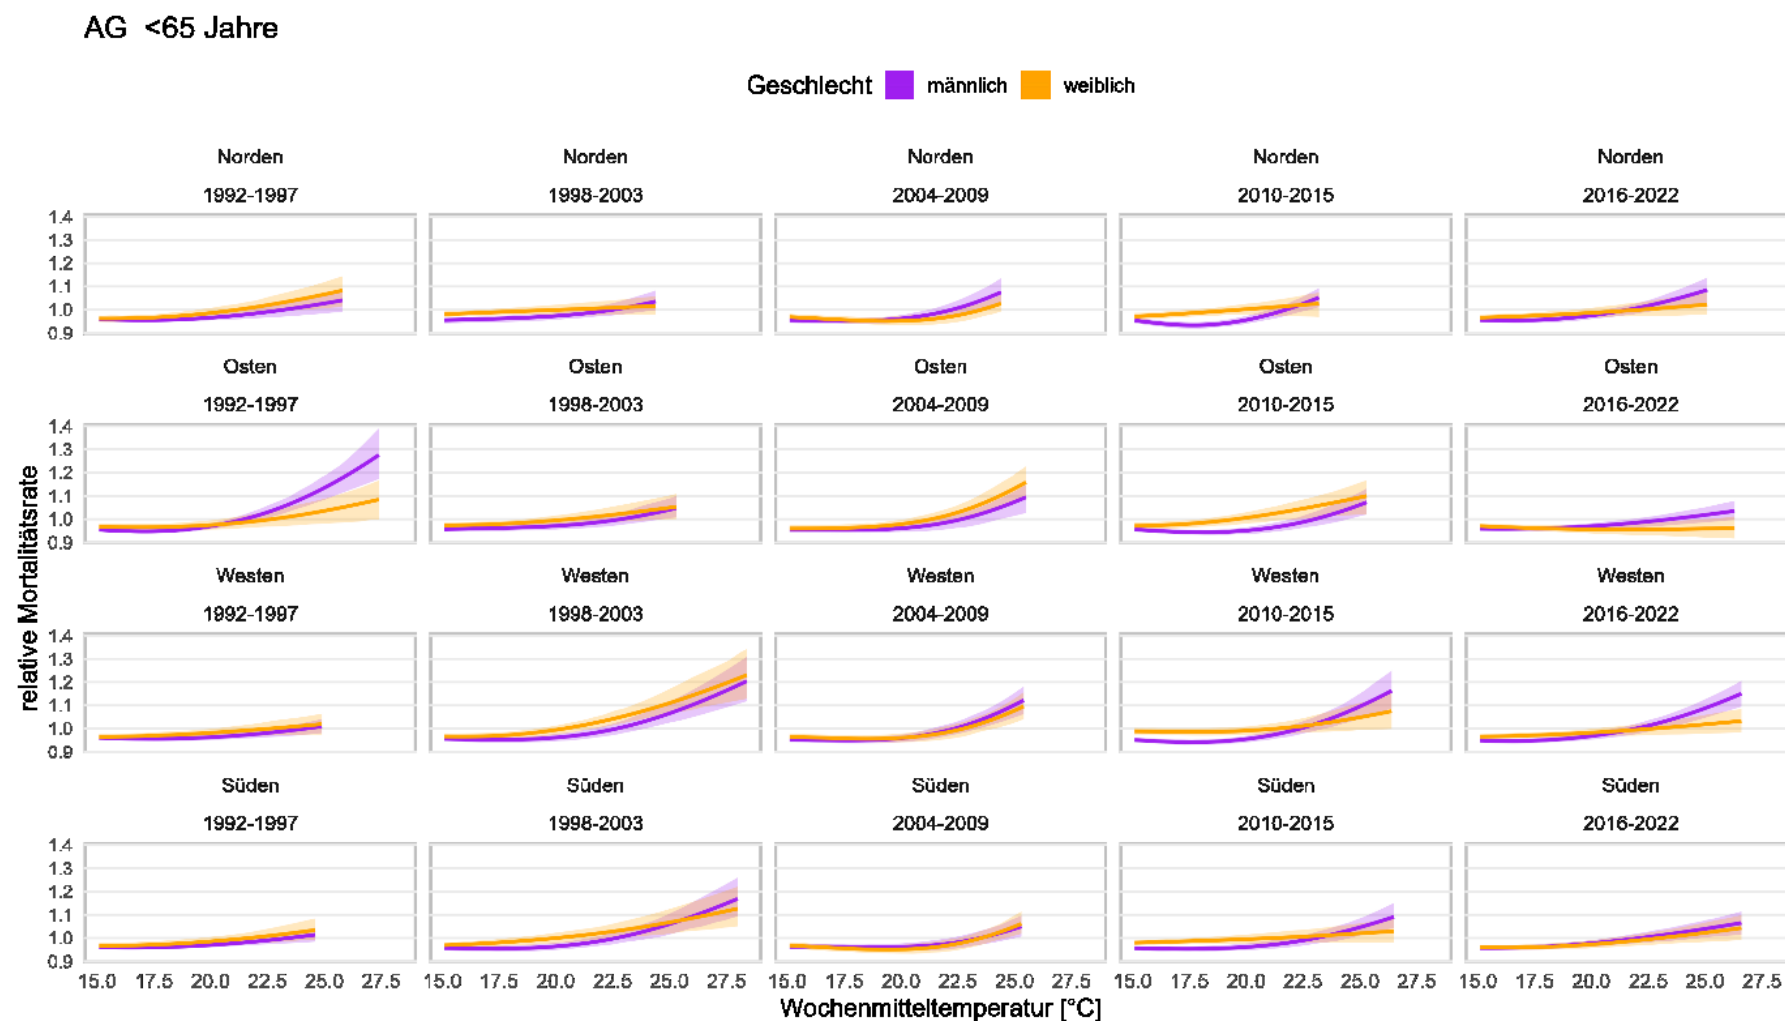 AG <65 Jahre
Geschlecht männlich weiblich
Norden Norden Norden Norden Norden
1992-1997 1998-2003 2004-2009 2010-2015 2016-2022
1.4
1.3
1.2
1.1
1.0
0.9
Osten Osten Osten Osten Osten
1992-1997 1998-2003 2004-2009 2010-2015 2016-2022
1.4
1.3
1.2
1.1
1.0
0.9
relative Mortalitätsrate
Westen Westen Westen Westen Westen
1992-1997 1998-2003 2004-2009 2010-2015 2016-2022
1.4
1.3
1.2
1.1
1.0
0.9
Süden Süden Süden Süden Süden
1992-1997 1998-2003 2004-2009 2010-2015 2016-2022
1.4
1.3
1.2
1.1
1.0
0.9
15.0 17.5 20.0 22.5 25.0 27.5 15.0 17.5 20.0 22.5 25.0 27.5 15.0 17.5 20.0 22.5 25.0 27.5 15.0 17.5 20.0 22.5 25.0 27.5 15.0 17.5 20.0 22.5 25.0 27.5
Wochenmitteltemperatur [°C]